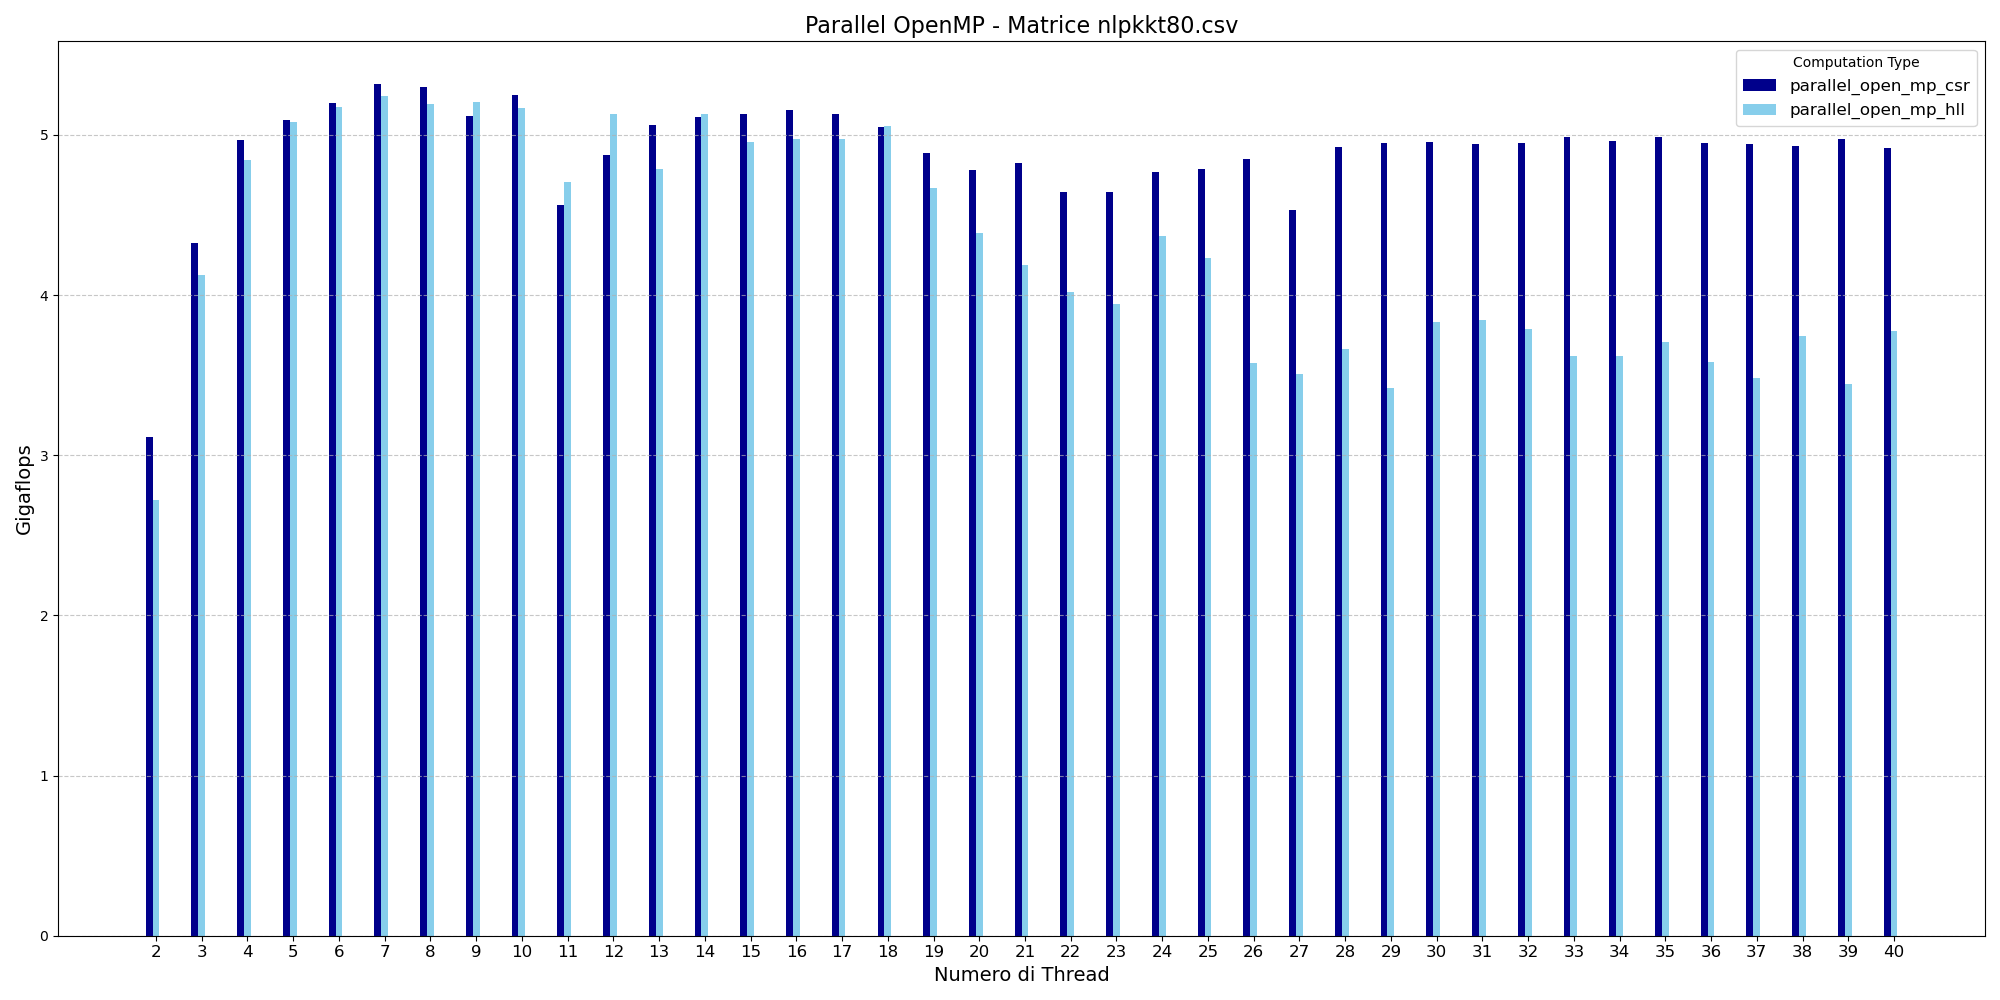 Parallel OpenMP - Matrice nlpkkt80.csv
Computation Type
parallel_open_mp_csr
parallel_open_mp_hll
Gigaflops
5
4
3
2
1
0
2 3 4 5 6 7 8 9 10 11 12 13 14 15 16 17 18 19 20 21 22 23 24 25 26 27 28 29 30 31 32 33 34 35 36 37 38 39 40
Numero di Thread